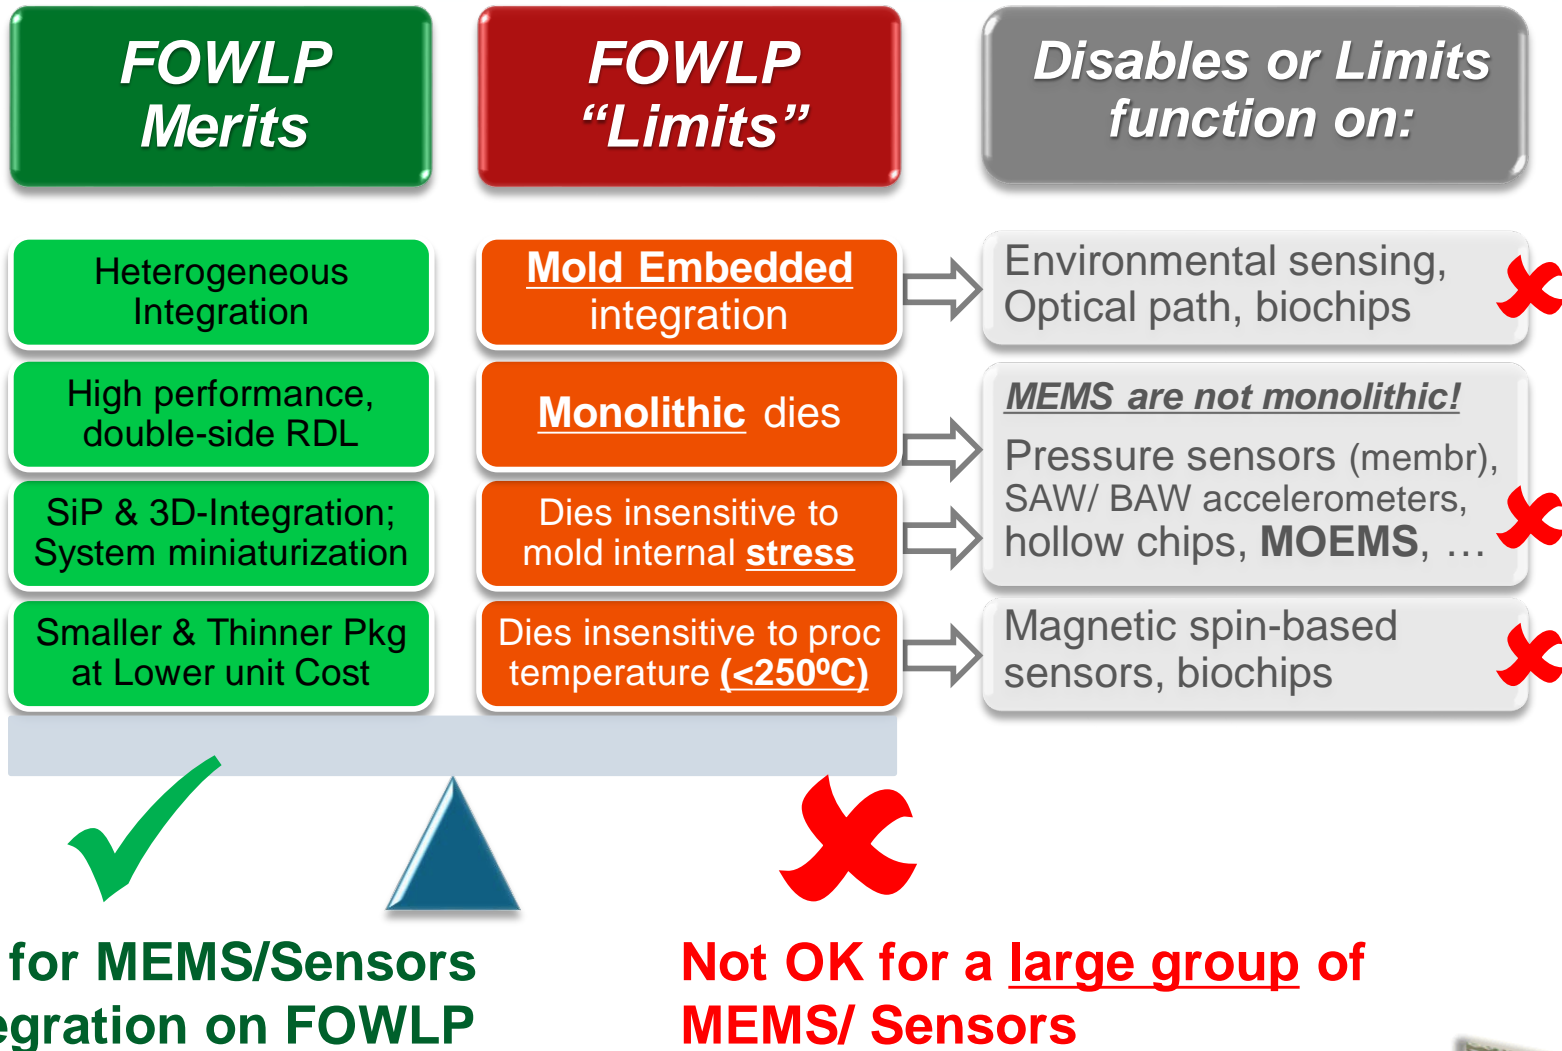 FOWLP
Merits
FOWLP
“Limits”
Disables or Limits
function on:
Heterogeneous
Integration
Mold Embedded
integration
Environmental sensing,
Optical path, biochips
High performance,
double-side RDL
Monolithic dies
MEMS are not monolithic!
Pressure sensors (membr),
SAW/ BAW accelerometers,
hollow chips, MOEMS, …
SiP & 3D-Integration;
System miniaturization
Dies insensitive to
mold internal stress
Smaller & Thinner Pkg
at Lower unit Cost
Dies insensitive to proc
temperature (<250ºC)
Magnetic spin-based
sensors, biochips
for MEMS/Sensors
egration on FOWLP
Not OK for a large group of
MEMS/ Sensors